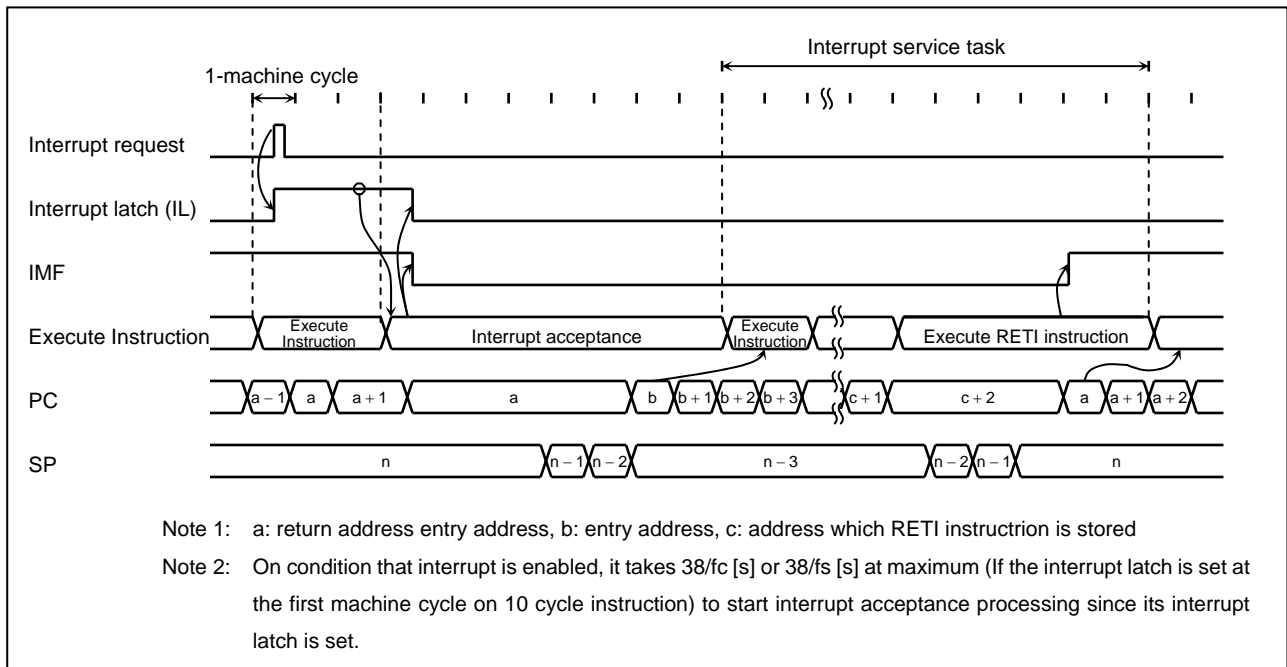 Interrupt service task
1-machine cycle
Interrupt request
Interrupt latch (IL)
IMF
Execute Instruction
Execute
Instruction
Interrupt acceptance
Execute
Instruction
Execute RETI instruction
PC
a − 1
a
a + 1
a
b
b + 1
b + 2
b + 3
c + 1
c + 2
a
a + 1
a + 2
SP
n
n − 1
n − 2
n − 3
n − 2
n − 1
n
Note 1: a: return address entry address, b: entry address, c: address which RETI instructrion is stored
Note 2: On condition that interrupt is enabled, it takes 38/fc [s] or 38/fs [s] at maximum (If the interrupt latch is set at
the first machine cycle on 10 cycle instruction) to start interrupt acceptance processing since its interrupt
latch is set.